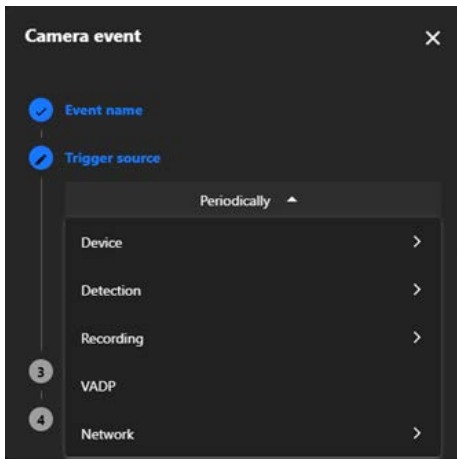 Camera event
Event name
Trigger source
Periodically
Device
Detection
Recording
3
VADP
4
Network